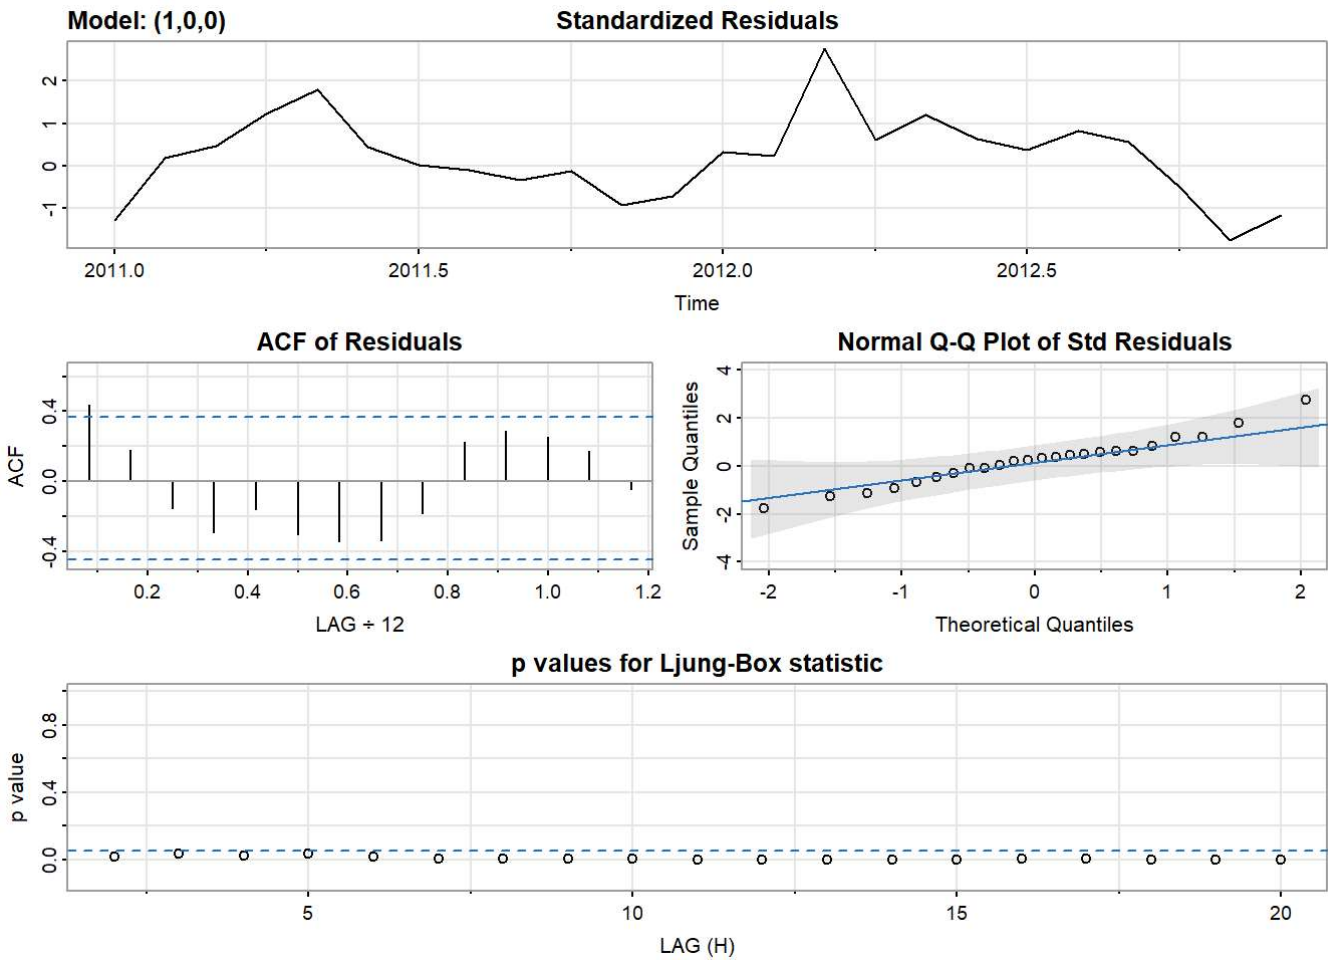 Model: (1,0,0) Standardized Residuals
2
1
0
-1
2011.0 2011.5 2012.0 2012.5
Time
ACF of Residuals
ACF
0.4
0.0
-0.4
0.2 0.4 0.6 0.8 1.0 1.2
LAG ÷ 12
Normal Q-Q Plot of Std Residuals
Sample Quantiles
4
2
0
-2
-4
-2 -1 0 1 2
Theoretical Quantiles
p values for Ljung-Box statistic
p value
0.8
0.4
0.0
5 10 15 20
LAG (H)